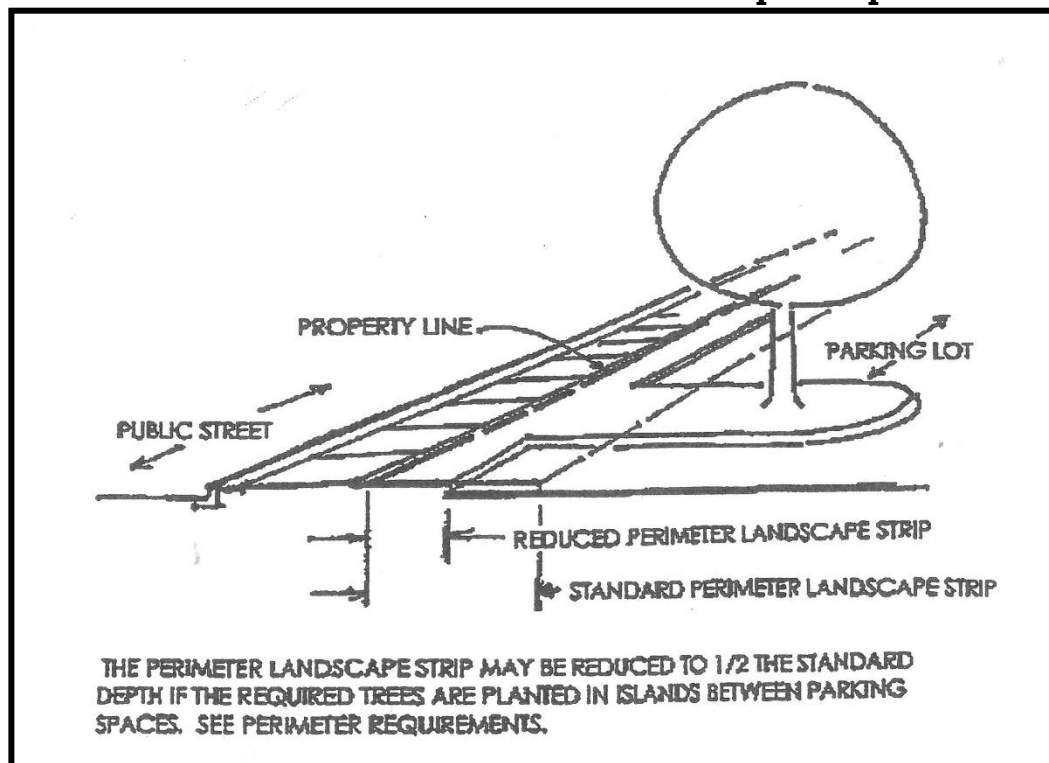 PROPERTY LINE
PARKING LOT
PUBLIC STREET
REDUCED PERIMETER LANDSCAPE STRIP
STANDARD PERIMETER LANDSCAPE STRIP
THE PERIMETER LANDSCAPE STRIP MAY BE REDUCED TO 1/2 THE STANDARD
DEPTH IF THE REQUIRED TREES ARE PLANTED IN ISLANDS BETWEEN PARKING
SPACES. SEE PERIMETER REQUIREMENTS.